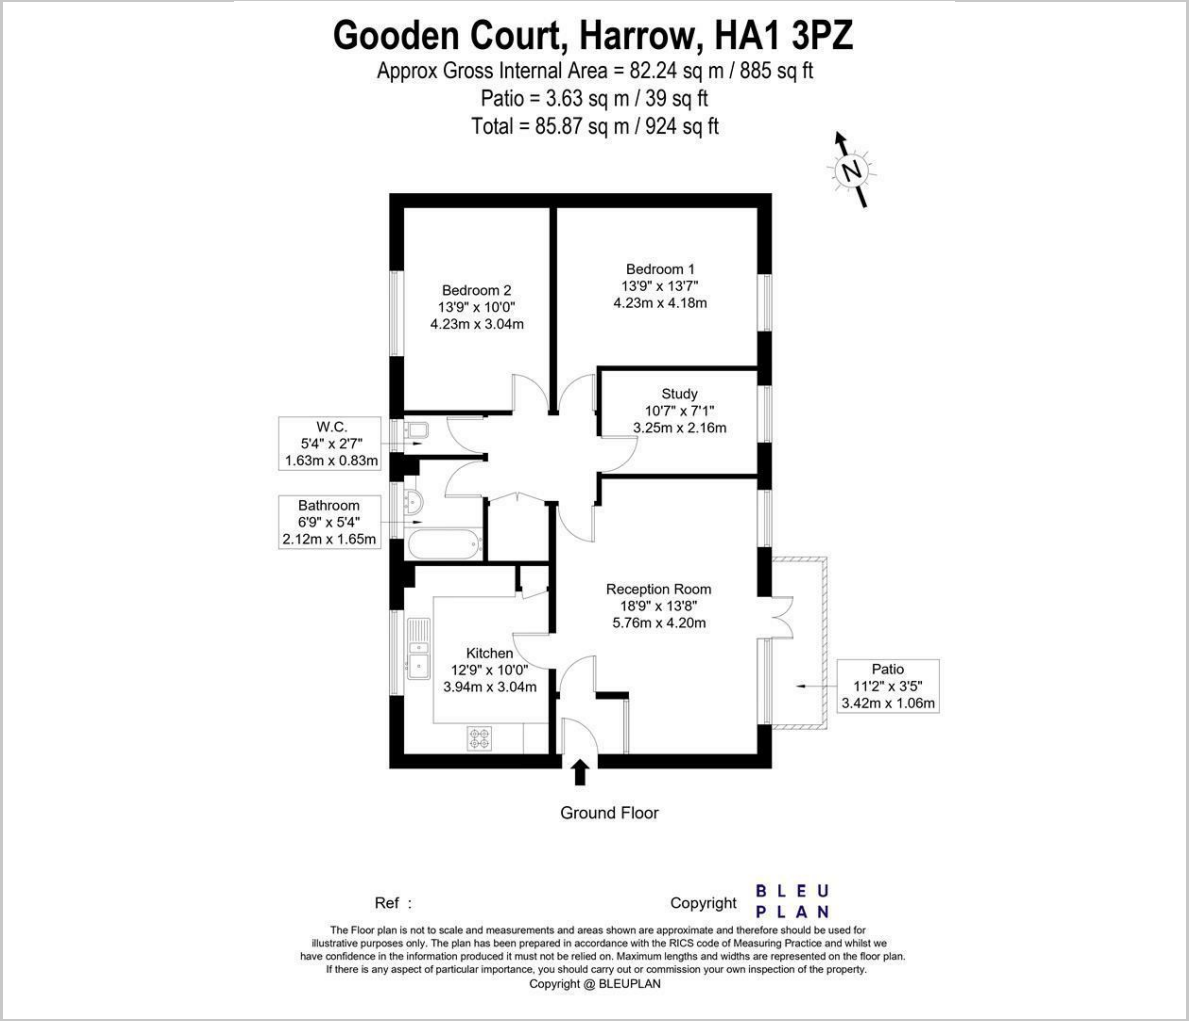 Gooden Court, Harrow, HA1 3PZ
Approx Gross Internal Area = 82.24 sq m / 885 sq ft
Patio = 3.63 sq m / 39 sq ft
Total = 85.87 sq m / 924 sq ft
N
Bedroom 1
13'9" x 13'7"
4.23m x 4.18m
Bedroom 2
13'9" x 10'0"
4.23m x 3.04m
Study
10'7" x 7'1"
3.25m x 2.16m
W.C.
5'4" x 2'7"
1.63m x 0.83m
Bathroom
6'9" x 5'4"
2.12m x 1.65m
Reception Room
18'9" x 13'8"
5.76m x 4.20m
Kitchen
12'9" x 10'0"
3.94m x 3.04m
Patio
11'2" x 3'5"
3.42m x 1.06m
Ground Floor
Ref :
Copyright
BLEU
PLAN
The Floor plan is not to scale and measurements and areas shown are approximate and therefore should be used for
illustrative purposes only. The plan has been prepared in accordance with the RICS code of Measuring Practice and whilst we
have confidence in the information produced it must not be relied on. Maximum lengths and widths are represented on the floor plan.
If there is any aspect of particular importance, you should carry out or commission your own inspection of the property.
Copyright @ BLEUPLAN